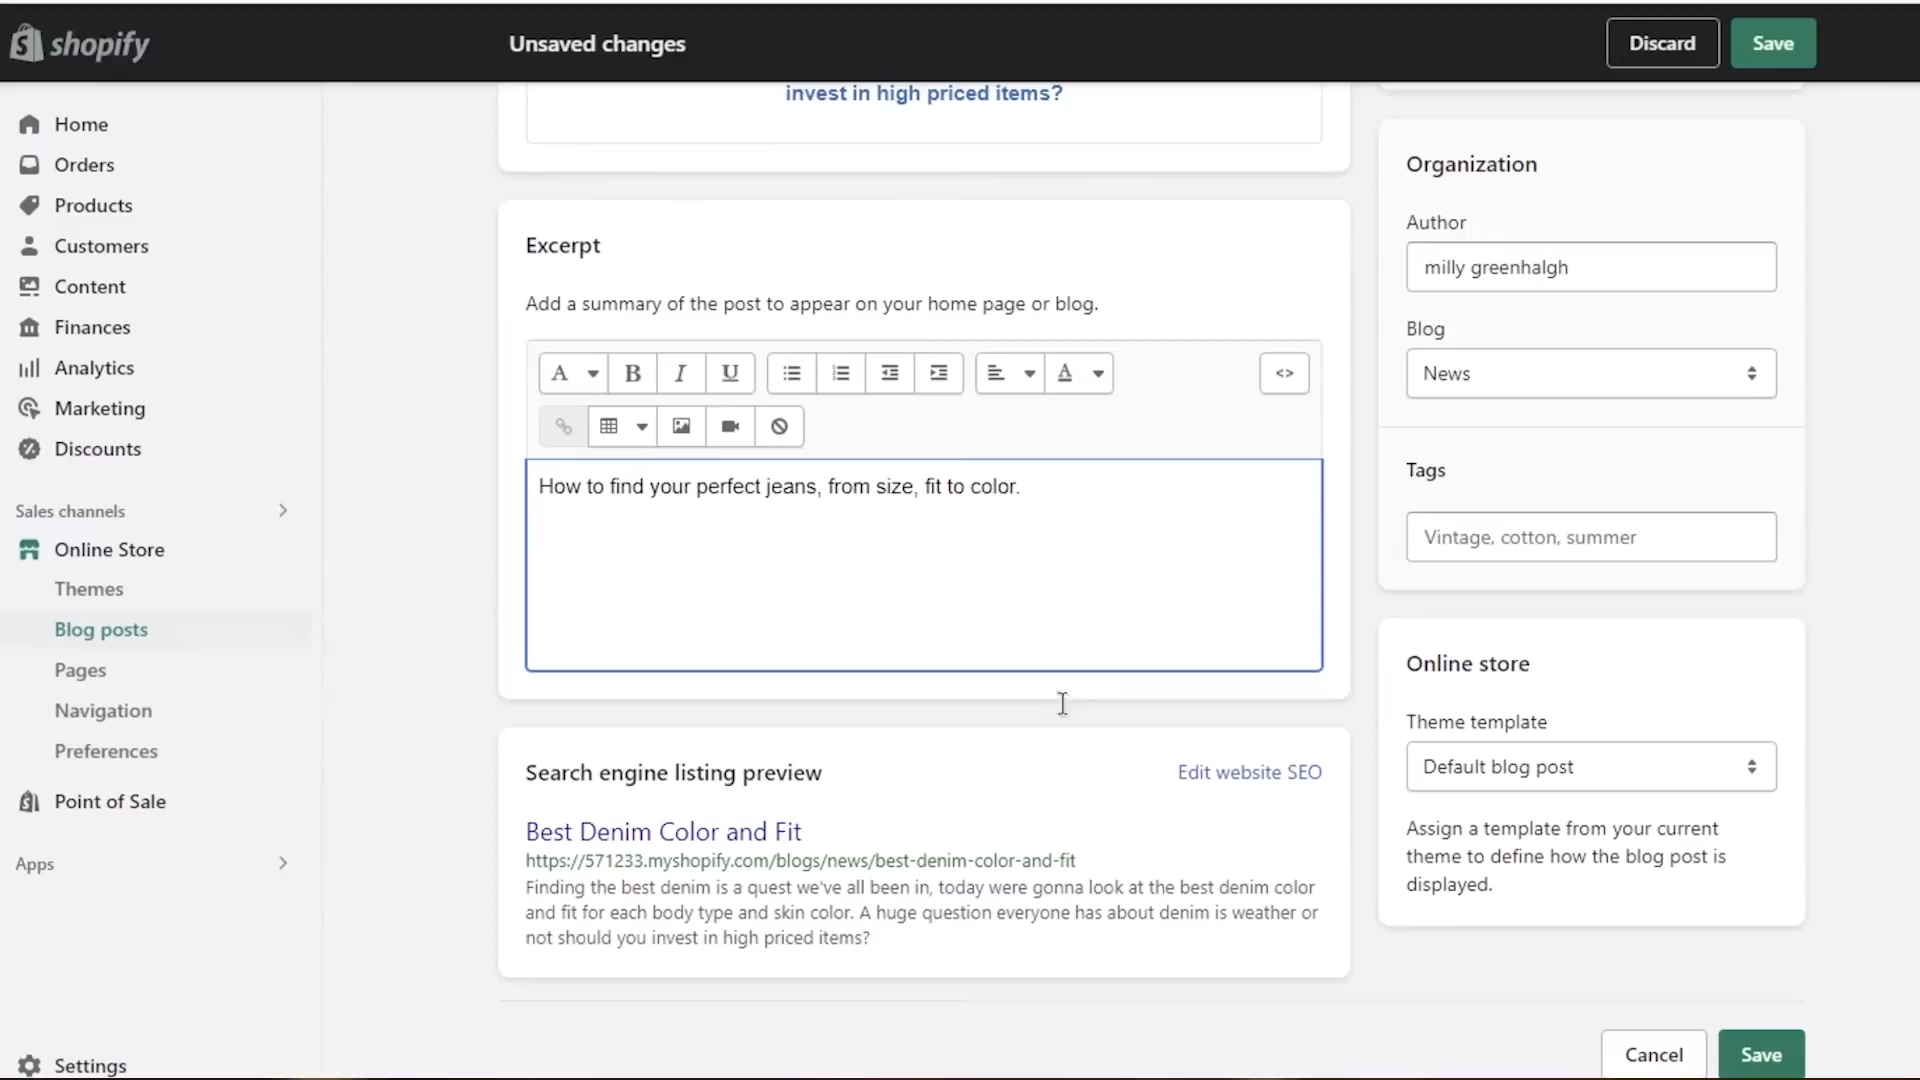 shopify
Unsaved changes
Discard
Save
Home
Orders
Products
Customers
Content
Finances
Analytics
Marketing
Discounts
Sales channels
Online Store
Themes
Blog posts
Pages
Navigation
Preferences
Point of Sale
Apps
Settings
invest in high priced items?
Excerpt
Add a summary of the post to appear on your home page or blog.
A
B
I
U
A
<>
How to find your perfect jeans, from size, fit to color.
Search engine listing preview
Edit website SEO
Best Denim Color and Fit
https://571233.myshopify.com/blogs/news/best-denim-color-and-fit
Finding the best denim is a quest we've all been in, today were gonna look at the best denim color
and fit for each body type and skin color. A huge question everyone has about denim is weather or
not should you invest in high priced items?
Organization
Author
milly greenhalgh
Blog
News
Tags
Vintage, cotton, summer
Online store
Theme template
Default blog post
Assign a template from your current
theme to define how the blog post is
displayed.
Cancel
Save